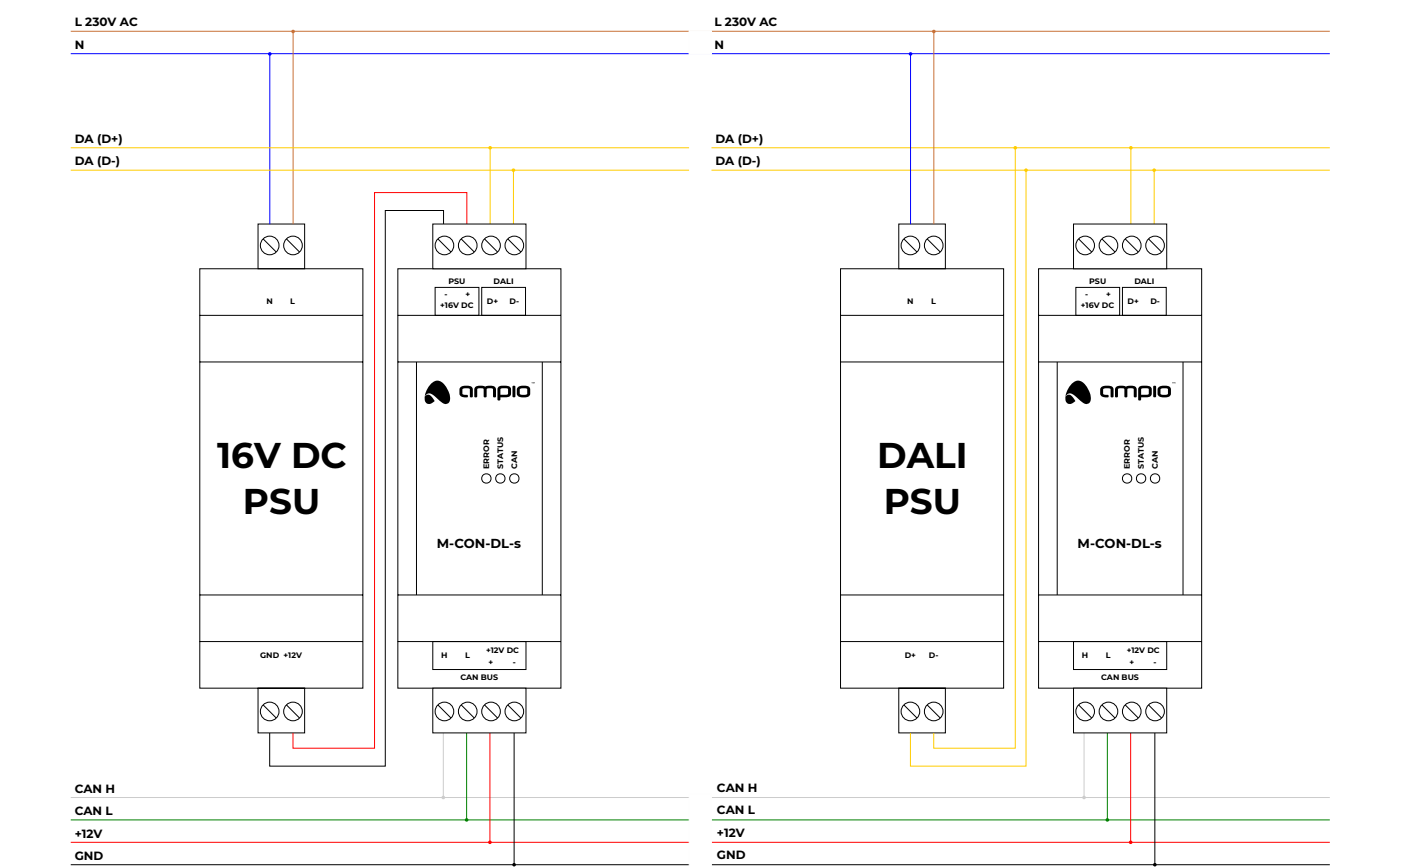 L 230V AC
N
DA (D+)
DA (D-)
N L
PSU DALI
- +
+16V DC
D+ D-
ampio™
ERROR
STATUS
CAN
16V DC
PSU
M-CON-DL-s
GND +12V
H L
+12V DC
+ -
CAN BUS
CAN H
CAN L
+12V
GND
L 230V AC
N
DA (D+)
DA (D-)
N L
PSU DALI
- +
+16V DC
D+ D-
ampio™
ERROR
STATUS
CAN
DALI
PSU
M-CON-DL-s
D+ D-
H L
+12V DC
+ -
CAN BUS
CAN H
CAN L
+12V
GND